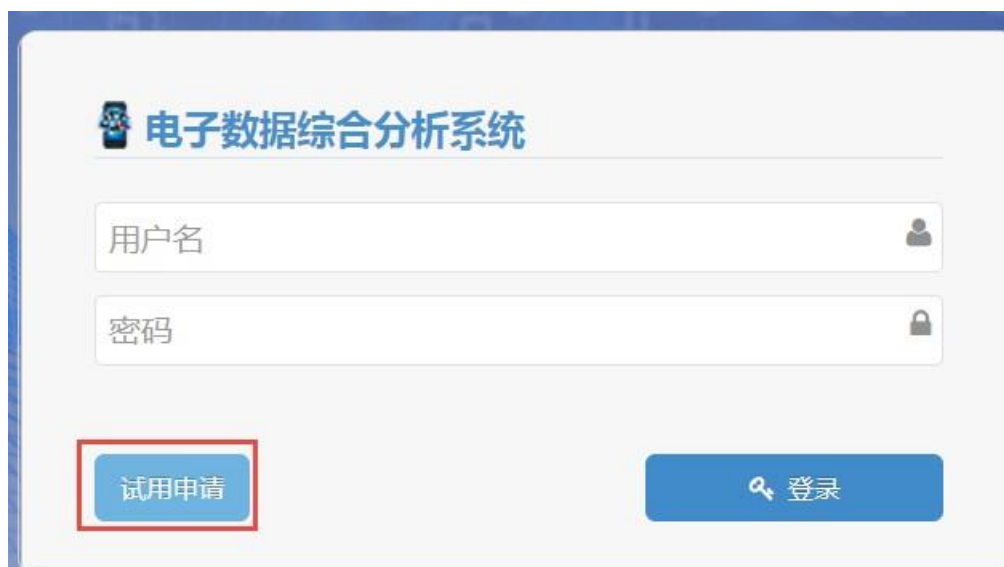 电子数据综合分析系统
用户名
密码
试用申请
登录